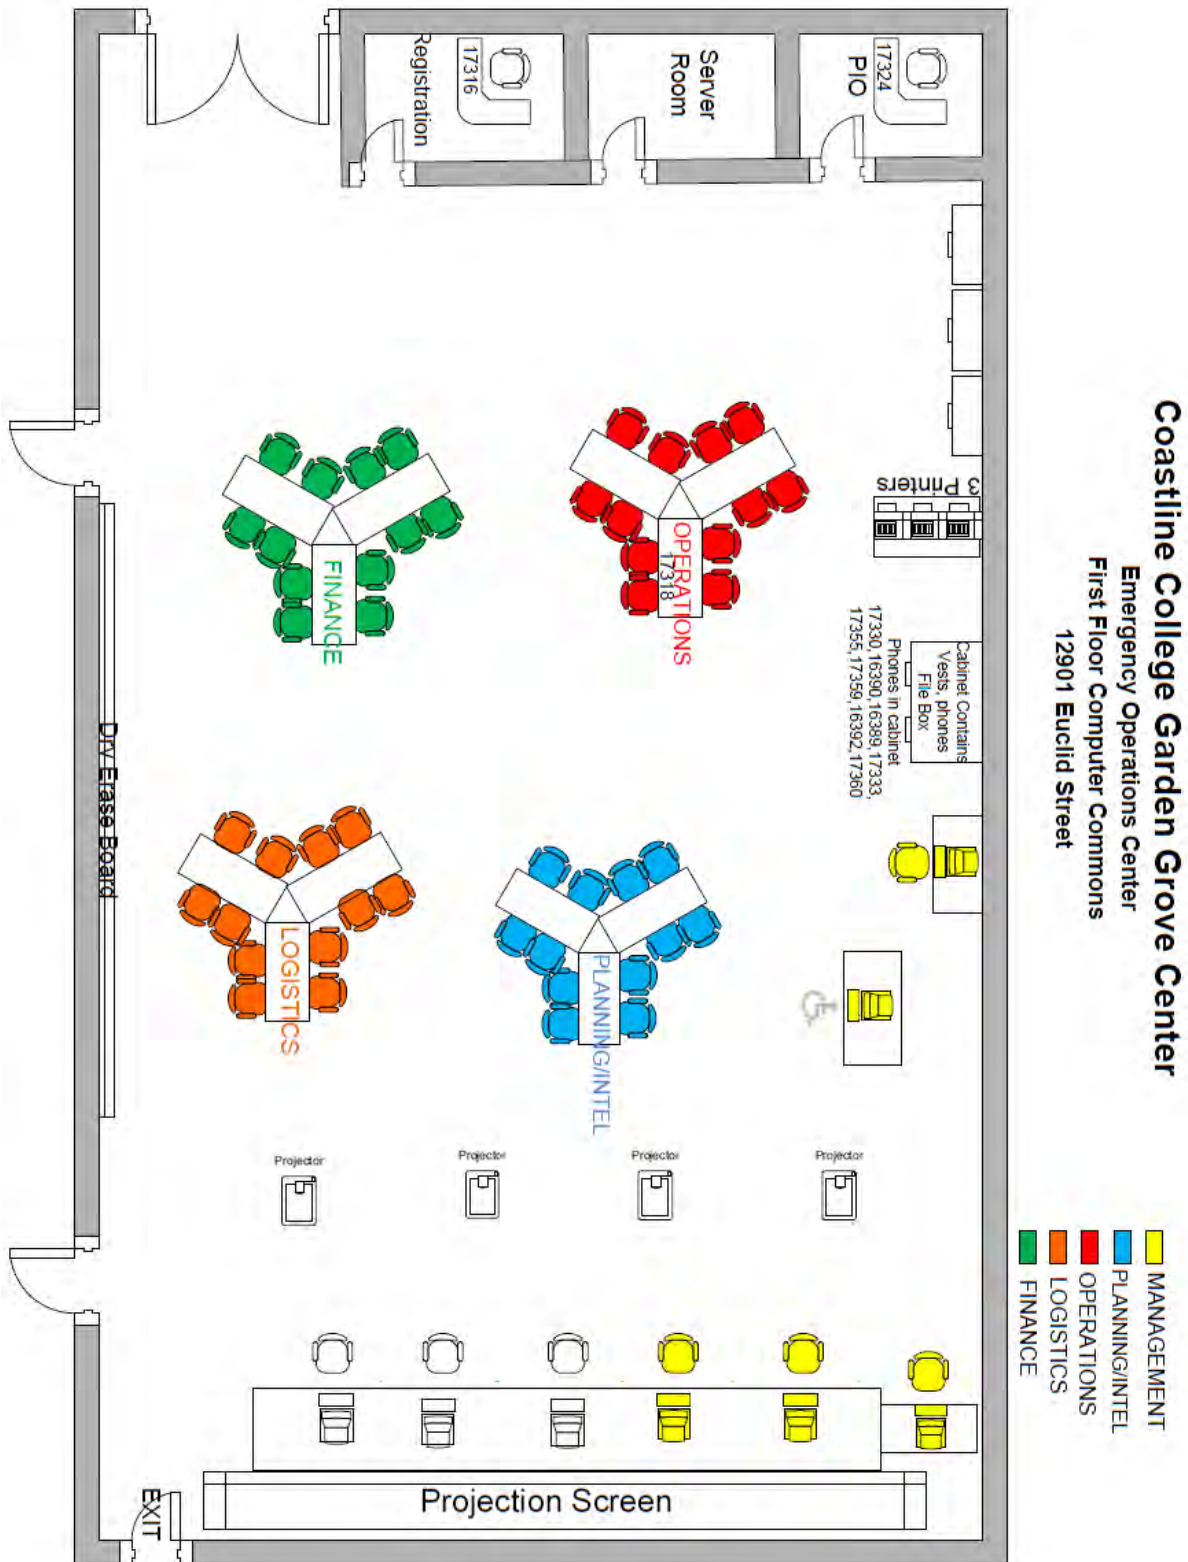 Coastline College Garden Grove Center
Emergency Operations Center
First Floor Computer Commons
12901 Euclid Street
MANAGEMENT
PLANNING/INTEL
OPERATIONS
LOGISTICS
FINANCE
Registration
17316
Server
Room
PIO
17324
3 Printers
Cabinet Contains
Vests, phones
File Box
Phones in cabinet
17330,16390,16389,17333,
17355,17359,16392,17360
OPERATIONS
17318
FINANCE
LOGISTICS
PLANNING/INTEL
Dry Erase Board
Projector
Projector
Projector
Projector
Projection Screen
EXIT